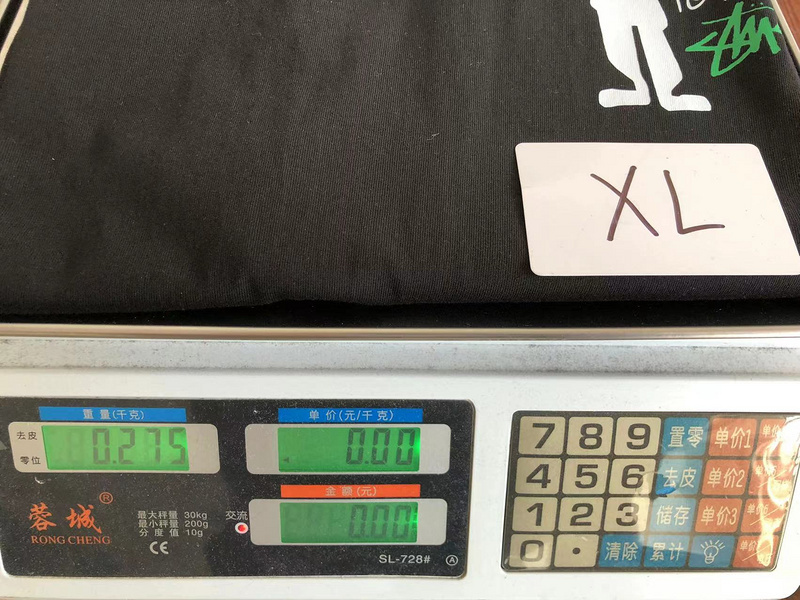 XL
重量(千克)
去皮
零位
0.275
单价(元/千克)
0.00
金额(元)
0.00
蓉城®
RONG CHENG
最大秤量 30kg
最小秤量 200g
分度值 10g
CE
交流
SL-728# A
7 8 9 置零 单价1
4 5 6 去皮 单价2
1 2 3 储存 单价3
0 · 清除 累计